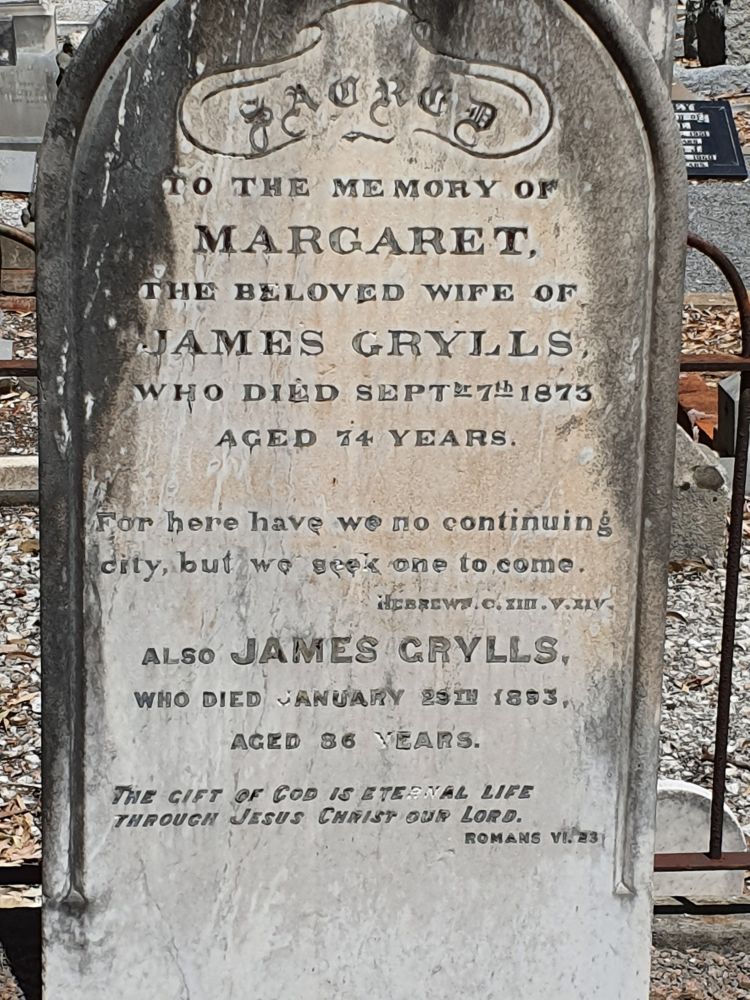 SACRED
TO THE MEMORY OF
MARGARET,
THE BELOVED WIFE OF
JAMES GRYLLS,
WHO DIED SEPTBR 7th 1873
AGED 74 YEARS.
For here have we no continuing
city, but we seek one to come.
HEBREWS. C. XIII. V. XIV.
ALSO JAMES GRYLLS,
WHO DIED JANUARY 29TH 1893,
AGED 86 YEARS.
THE GIFT OF GOD IS ETERNAL LIFE
THROUGH JESUS CHRIST OUR LORD.
ROMANS VI. 23